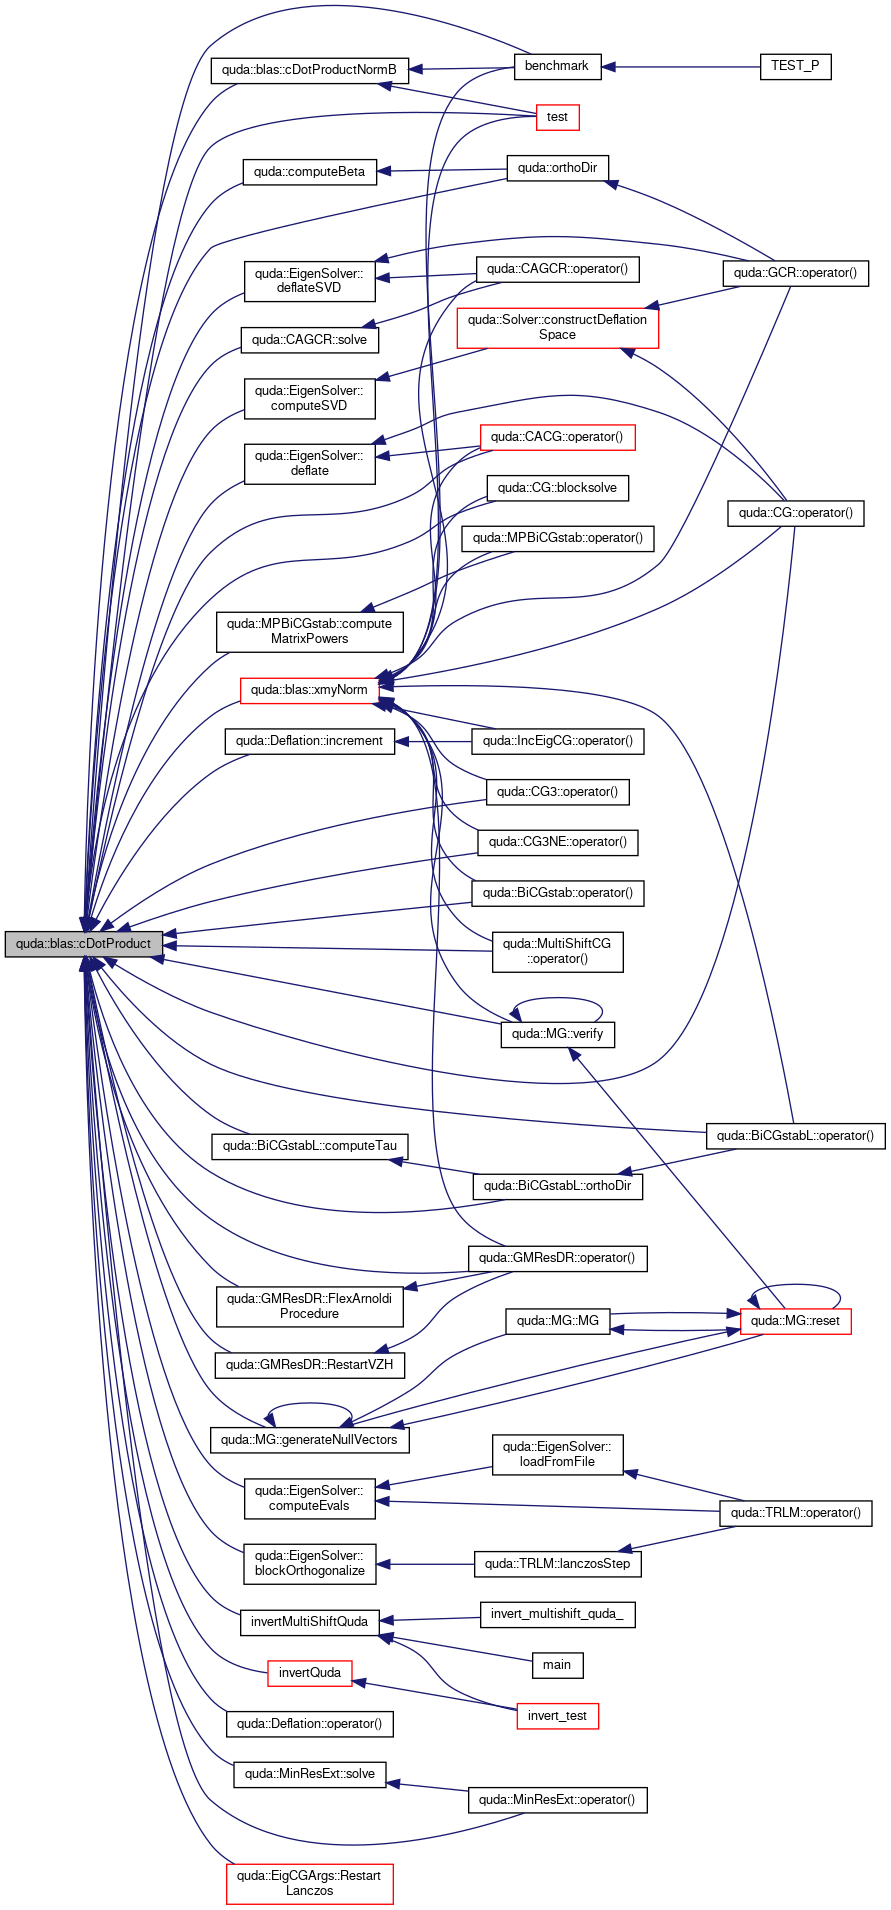 benchmark
TEST_P
quda::blas::cDotProductNormB
test
quda::computeBeta
quda::orthoDir
quda::EigenSolver::
deflateSVD
quda::CAGCR::operator()
quda::GCR::operator()
quda::CAGCR::solve
quda::Solver::constructDeflation
Space
quda::EigenSolver::
computeSVD
quda::EigenSolver::
deflate
quda::CACG::operator()
quda::CG::blocksolve
quda::CG::operator()
quda::MPBiCGstab::operator()
quda::MPBiCGstab::compute
MatrixPowers
quda::blas::xmyNorm
quda::Deflation::increment
quda::IncEigCG::operator()
quda::CG3::operator()
quda::CG3NE::operator()
quda::BiCGstab::operator()
quda::blas::cDotProduct
quda::MultiShiftCG
::operator()
quda::MG::verify
quda::BiCGstabL::computeTau
quda::BiCGstabL::operator()
quda::BiCGstabL::orthoDir
quda::GMResDR::operator()
quda::GMResDR::FlexArnoldi
Procedure
quda::MG::MG
quda::MG::reset
quda::GMResDR::RestartVZH
quda::MG::generateNullVectors
quda::EigenSolver::
loadFromFile
quda::EigenSolver::
computeEvals
quda::TRLM::operator()
quda::EigenSolver::
blockOrthogonalize
quda::TRLM::lanczosStep
invertMultiShiftQuda
invert_multishift_quda_
main
invertQuda
invert_test
quda::Deflation::operator()
quda::MinResExt::solve
quda::MinResExt::operator()
quda::EigCGArgs::Restart
Lanczos